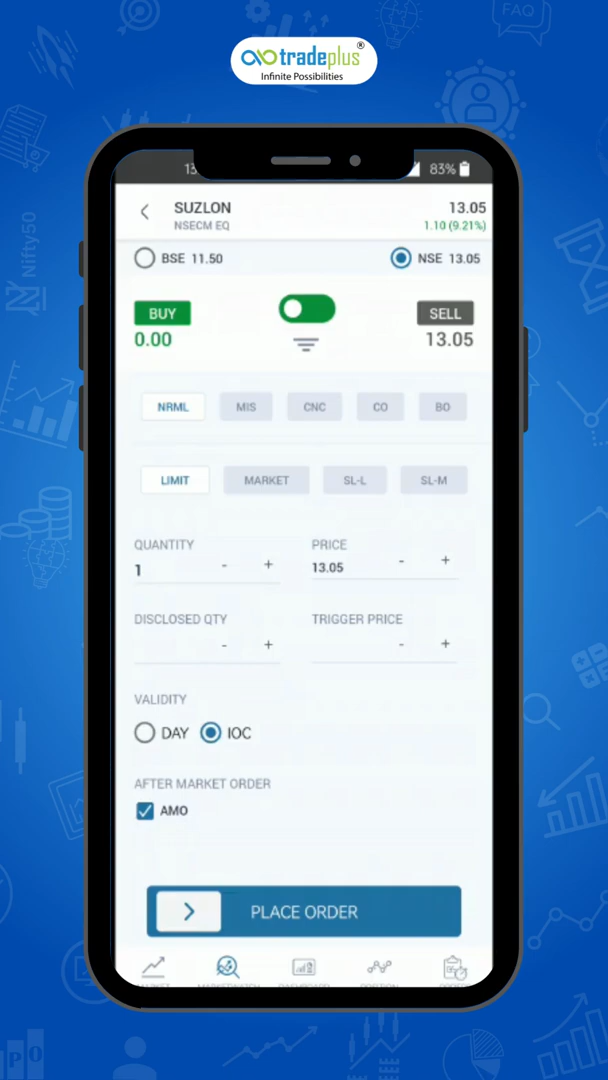 FAQ
tradeplus®
Infinite Possibilities
13
83%
SUZLON
13.05
NSECM EQ
1.10 (9.21%)
BSE 11.50
NSE 13.05
BUY
SELL
0.00
13.05
NRML
MIS
CNC
CO
BO
LIMIT
MARKET
SL-L
SL-M
QUANTITY
PRICE
1 - +
13.05 - +
DISCLOSED QTY
TRIGGER PRICE
- +
- +
VALIDITY
DAY
IOC
AFTER MARKET ORDER
AMO
PLACE ORDER
Nifty50